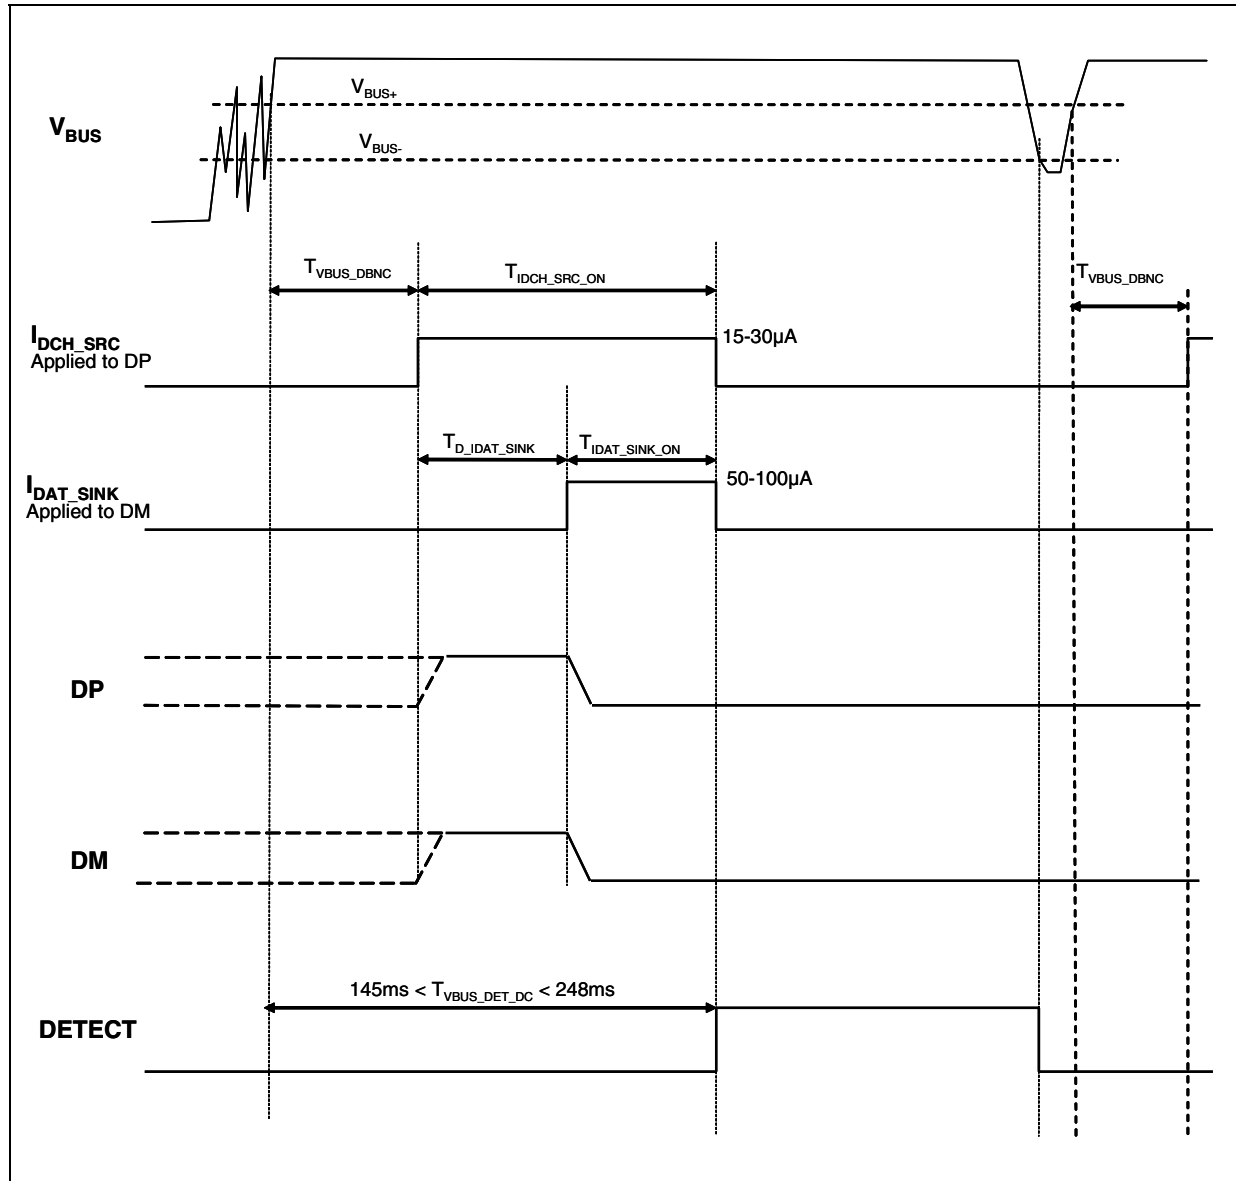 V_BUS+
V_BUS
V_BUS-
T_VBUS_DBNC
T_IDCH_SRC_ON
T_VBUS_DBNC
I_DCH_SRC
Applied to DP
15-30µA
T_D_IDAT_SINK
T_IDAT_SINK_ON
I_DAT_SINK
Applied to DM
50-100µA
DP
DM
145ms < T_VBUS_DET_DC < 248ms
DETECT